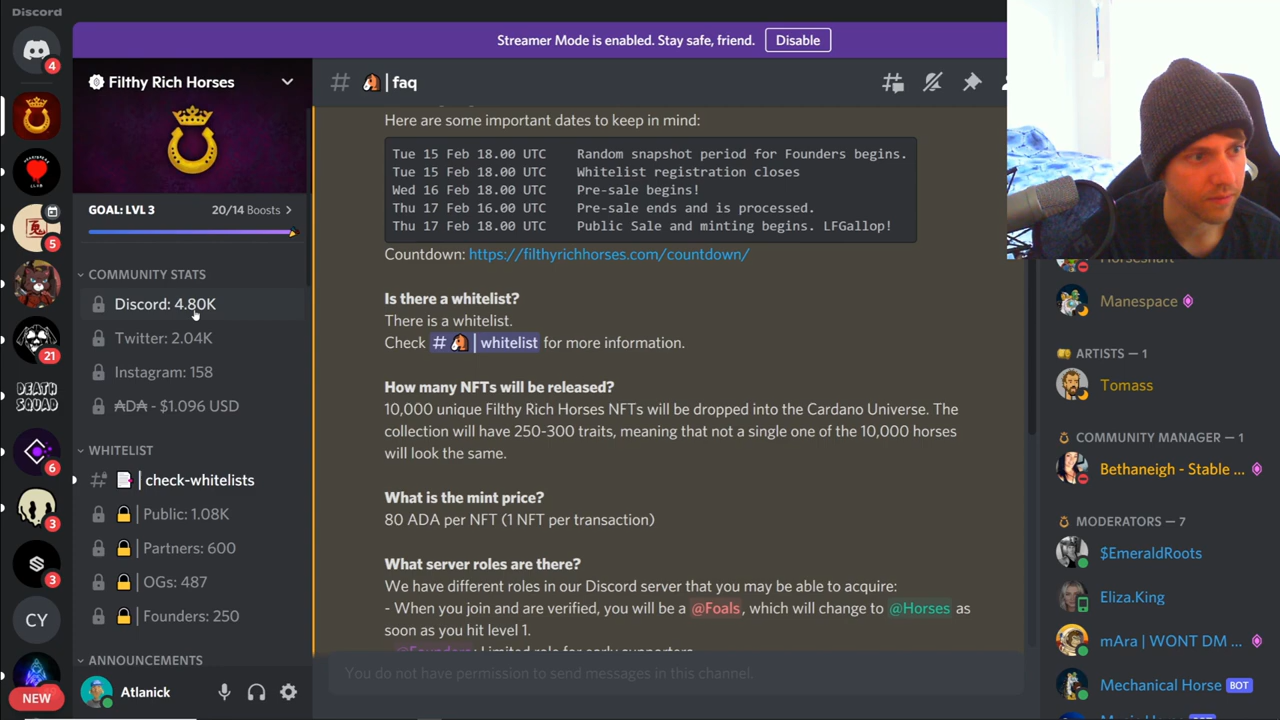 Discord
Streamer Mode is enabled. Stay safe, friend.
Disable
4
5
21
DEATH
SQUAD
6
3
3
CY
NEW
Filthy Rich Horses
GOAL: LVL 3
20/14 Boosts
COMMUNITY STATS
Discord: 4.80K
Twitter: 2.04K
Instagram: 158
₳D₳ - $1.096 USD
WHITELIST
| check-whitelists
| Public: 1.08K
| Partners: 600
| OGs: 487
| Founders: 250
ANNOUNCEMENTS
Atlanick
# | faq
Here are some important dates to keep in mind:
Tue 15 Feb 18.00 UTC Random snapshot period for Founders begins.
Tue 15 Feb 18.00 UTC Whitelist registration closes
Wed 16 Feb 18.00 UTC Pre-sale begins!
Thu 17 Feb 16.00 UTC Pre-sale ends and is processed.
Thu 17 Feb 18.00 UTC Public Sale and minting begins. LFGallop!
Countdown: https://filthyrichhorses.com/countdown/
Is there a whitelist?
There is a whitelist.
Check # | whitelist for more information.
How many NFTs will be released?
10,000 unique Filthy Rich Horses NFTs will be dropped into the Cardano Universe. The
collection will have 250-300 traits, meaning that not a single one of the 10,000 horses
will look the same.
What is the mint price?
80 ADA per NFT (1 NFT per transaction)
What server roles are there?
We have different roles in our Discord server that you may be able to acquire:
- When you join and are verified, you will be a @Foals, which will change to @Horses as
soon as you hit level 1.
You do not have permission to send messages in this channel.
Manespace
ARTISTS — 1
Tomass
COMMUNITY MANAGER — 1
Bethaneigh - Stable ...
MODERATORS — 7
$EmeraldRoots
Eliza.King
mAra | WONT DM ...
Mechanical Horse BOT